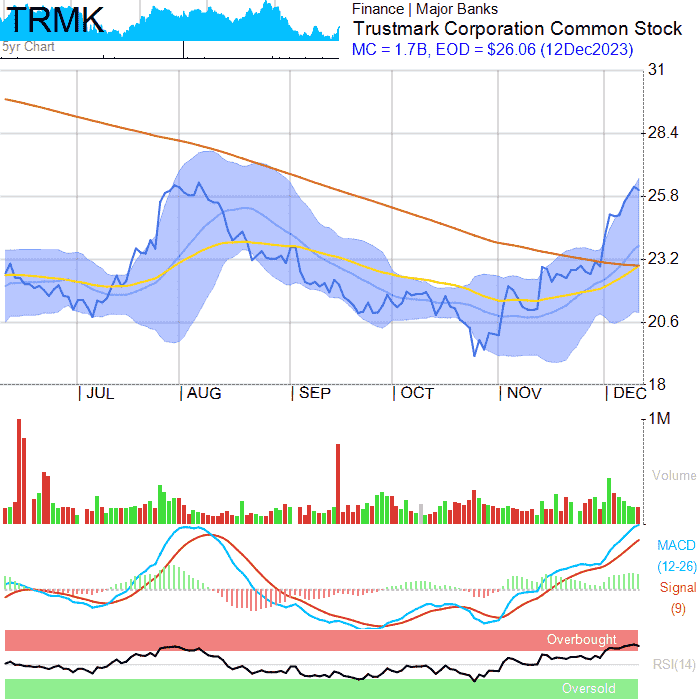 TRMK
5yr Chart
Finance | Major Banks
Trustmark Corporation Common Stock
MC = 1.7B, EOD = $26.06 (12Dec2023)
31
28.4
25.8
23.2
20.6
18
| JUL | AUG | SEP | OCT | NOV | DEC
1M
Volume
MACD
(12-26)
Signal
(9)
Overbought
RSI(14)
Oversold